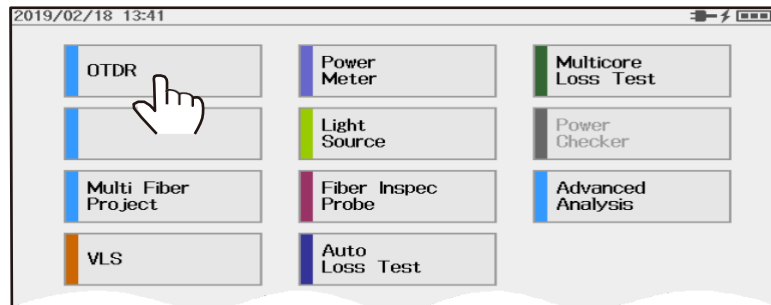 2019/02/18 13:41
OTDR
Power
Meter
Multicore
Loss Test
Light
Source
Power
Checker
Multi Fiber
Project
Fiber Inspec
Probe
Advanced
Analysis
VLS
Auto
Loss Test